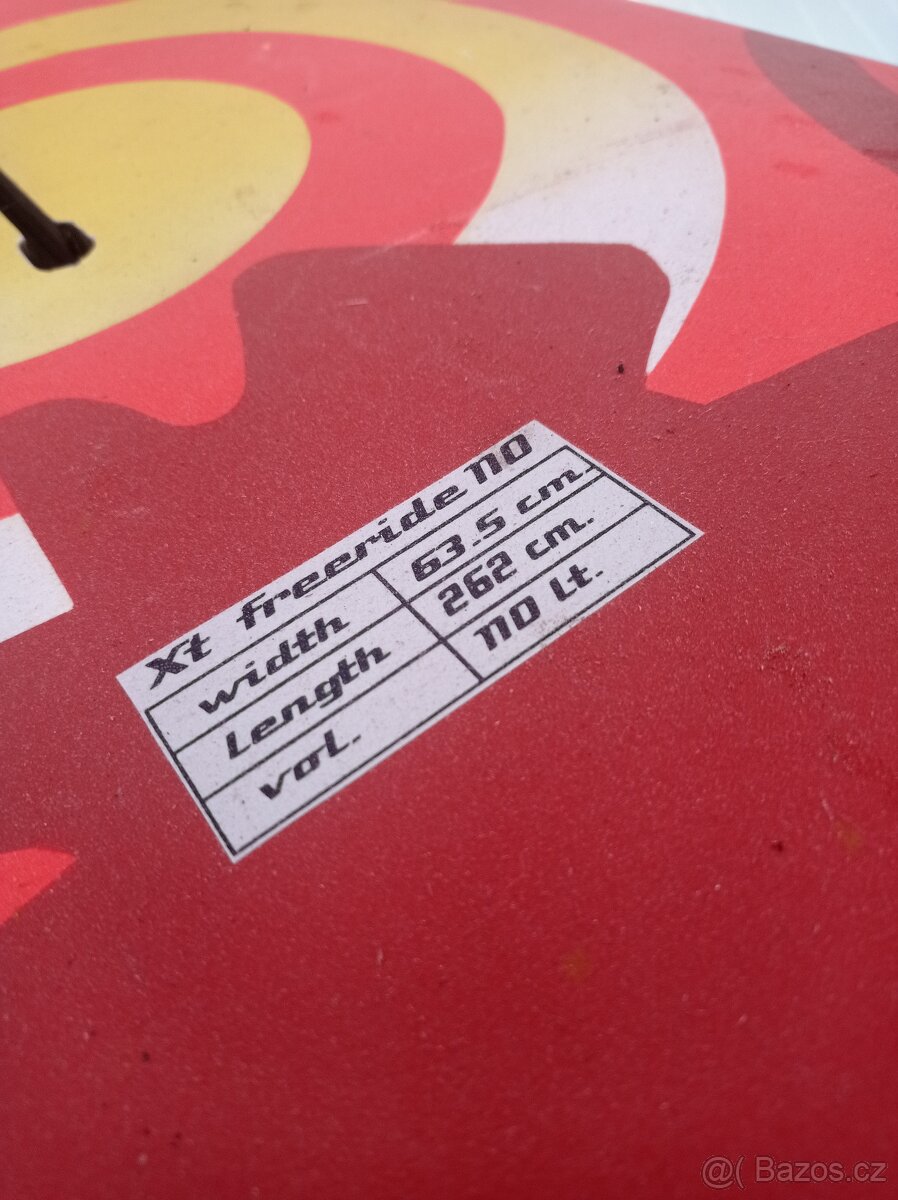 Xt freeride 110
width 63.5 cm.
Length 262 cm.
vol. 110 Lt.
@( Bazos.cz